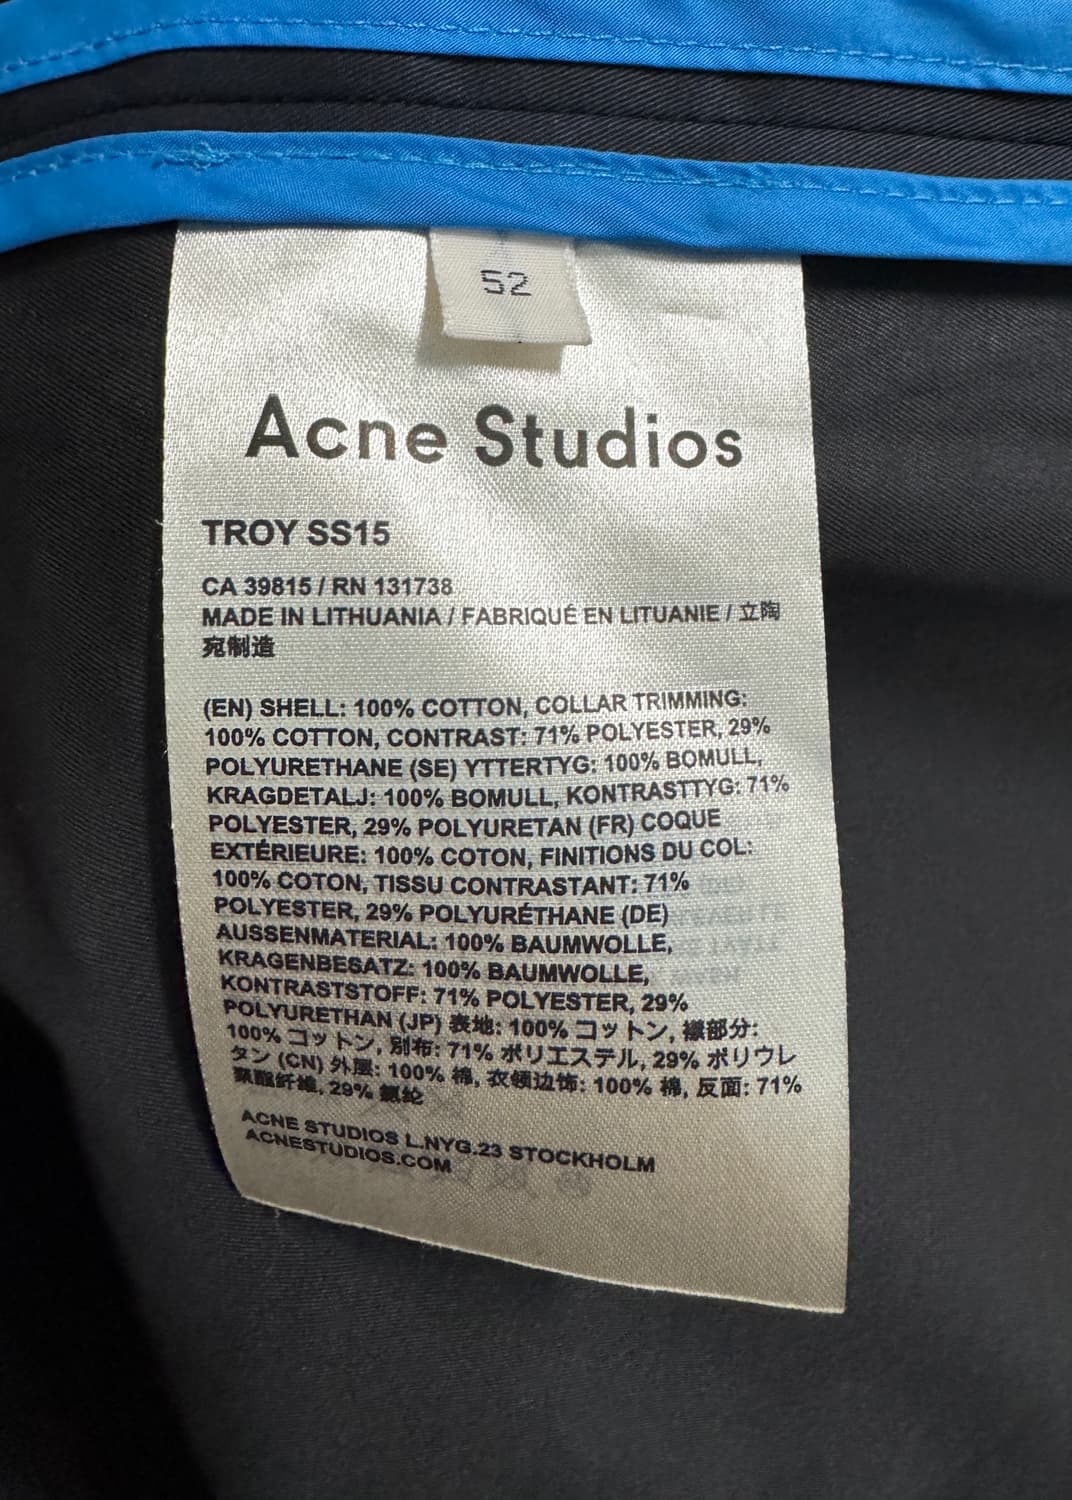 52
Acne Studios
TROY SS15
CA 39815 / RN 131738
MADE IN LITHUANIA / FABRIQUÉ EN LITUANIE / 立陶
宛制造
(EN) SHELL: 100% COTTON, COLLAR TRIMMING:
100% COTTON, CONTRAST: 71% POLYESTER, 29%
POLYURETHANE (SE) YTTERTYG: 100% BOMULL,
KRAGDETALJ: 100% BOMULL, KONTRASTTYG: 71%
POLYESTER, 29% POLYURETAN (FR) COQUE
EXTÉRIEURE: 100% COTON, FINITIONS DU COL:
100% COTON, TISSU CONTRASTANT: 71%
POLYESTER, 29% POLYURÉTHANE (DE)
AUSSENMATERIAL: 100% BAUMWOLLE,
KRAGENBESATZ: 100% BAUMWOLLE,
KONTRASTSTOFF: 71% POLYESTER, 29%
POLYURETHAN (JP) 表地: 100% コットン, 襟部分:
100% コットン, 別布: 71% ポリエステル, 29% ポリウレ
タン (CN) 外层: 100% 棉, 衣领边饰: 100% 棉, 反面: 71%
聚酯纤维, 29% 氨纶
ACNE STUDIOS L.NYG.23 STOCKHOLM
ACNESTUDIOS.COM